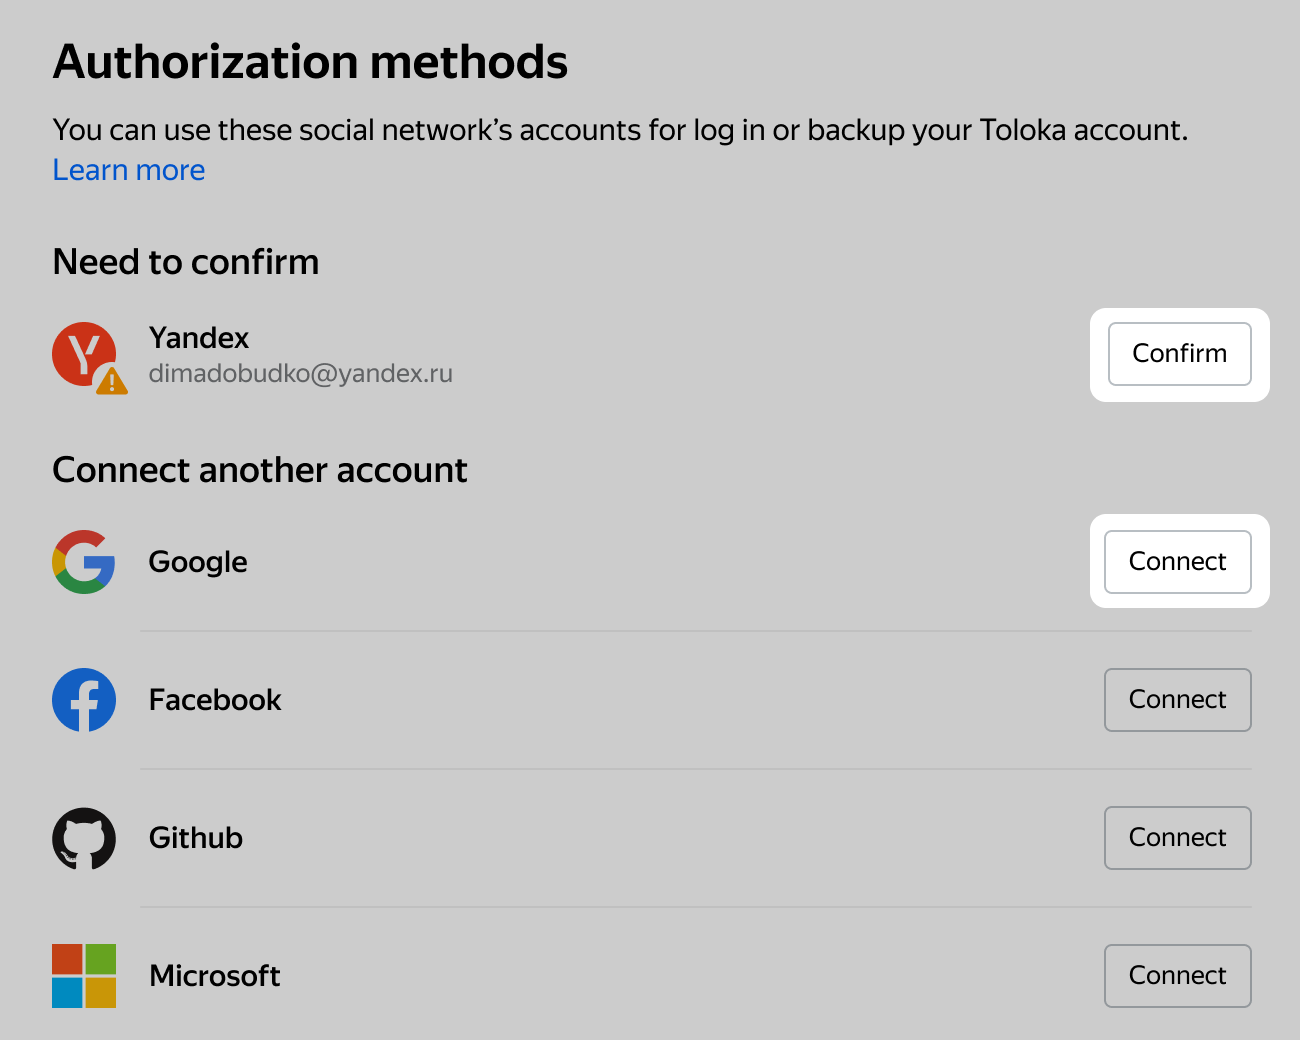 Authorization methods
You can use these social network’s accounts for log in or backup your Toloka account.
Learn more
Need to confirm
Yandex
dimadobudko@yandex.ru
Confirm
Connect another account
Google
Connect
Facebook
Connect
Github
Connect
Microsoft
Connect